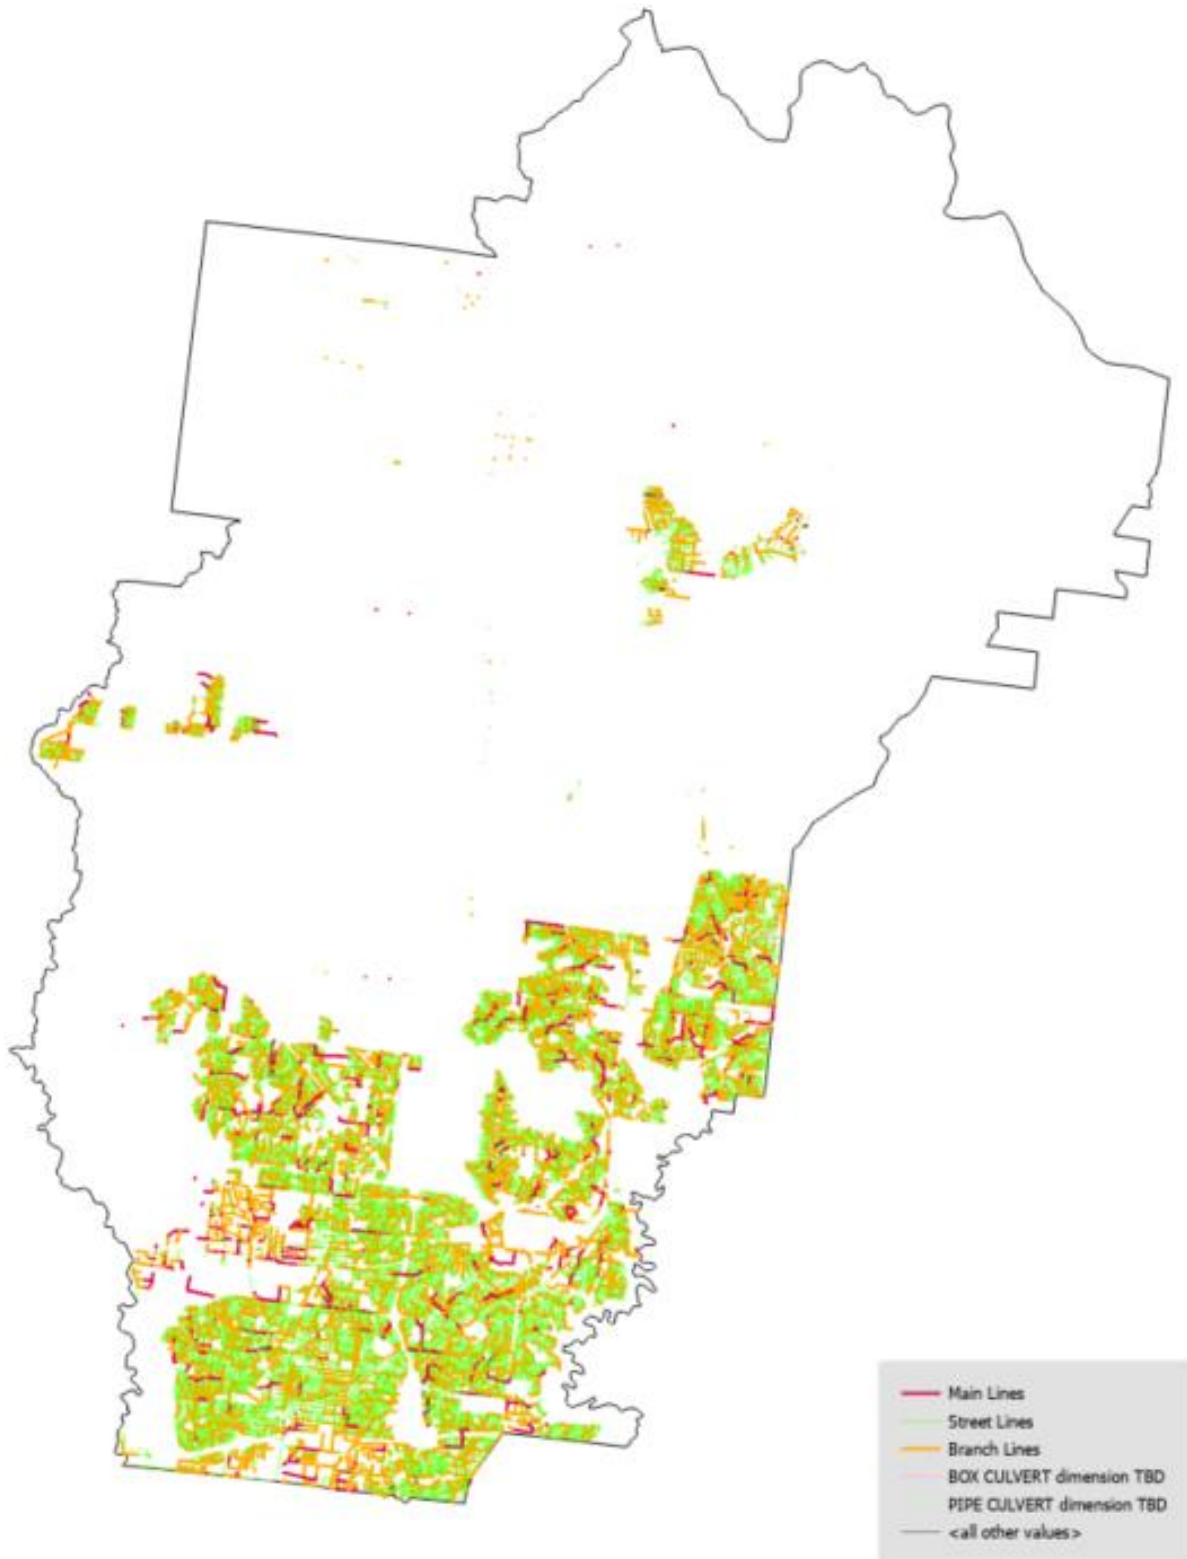 Main Lines
Street Lines
Branch Lines
BOX CULVERT dimension TBD
PIPE CULVERT dimension TBD
<all other values>